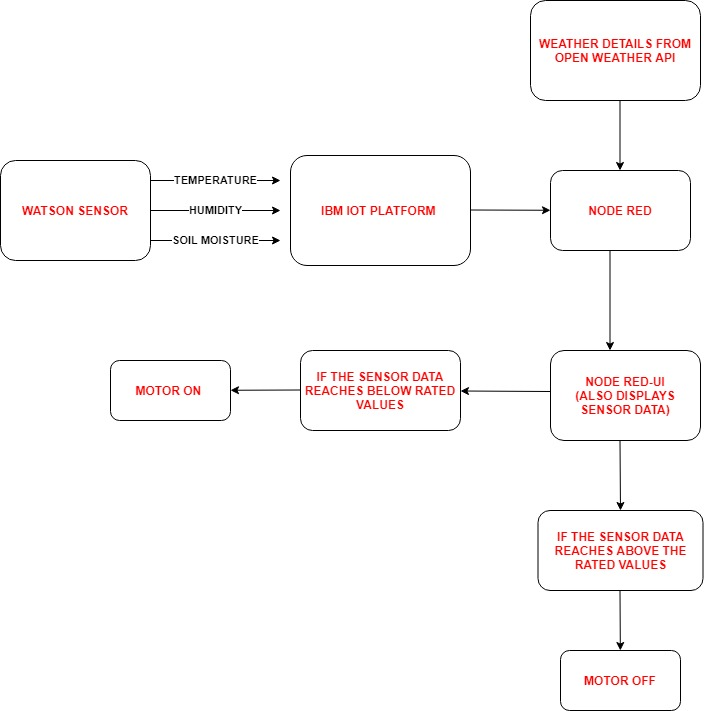 WEATHER DETAILS FROM
OPEN WEATHER API
TEMPERATURE
WATSON SENSOR
HUMIDITY
IBM IOT PLATFORM
NODE RED
SOIL MOISTURE
MOTOR ON
IF THE SENSOR DATA
REACHES BELOW RATED
VALUES
NODE RED-UI
(ALSO DISPLAYS
SENSOR DATA)
IF THE SENSOR DATA
REACHES ABOVE THE
RATED VALUES
MOTOR OFF